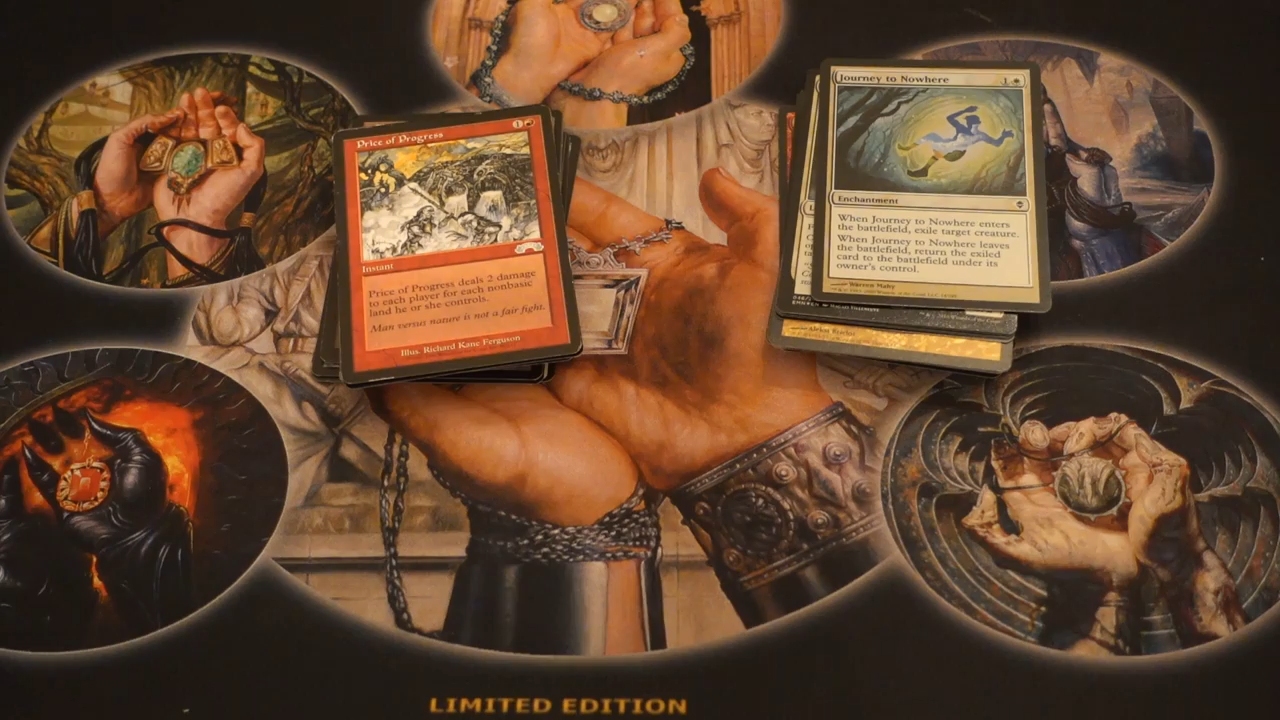 Price of Progress
Instant
Price of Progress deals 2 damage
to each player for each nonbasic
land he or she controls.
Man versus nature is not a fair fight.
Illus. Richard Kane Ferguson
Journey to Nowhere
1
Enchantment
When Journey to Nowhere enters
the battlefield, exile target creature.
When Journey to Nowhere leaves
the battlefield, return the exiled
card to the battlefield under its
owner's control.
Warren Mahy
LIMITED EDITION